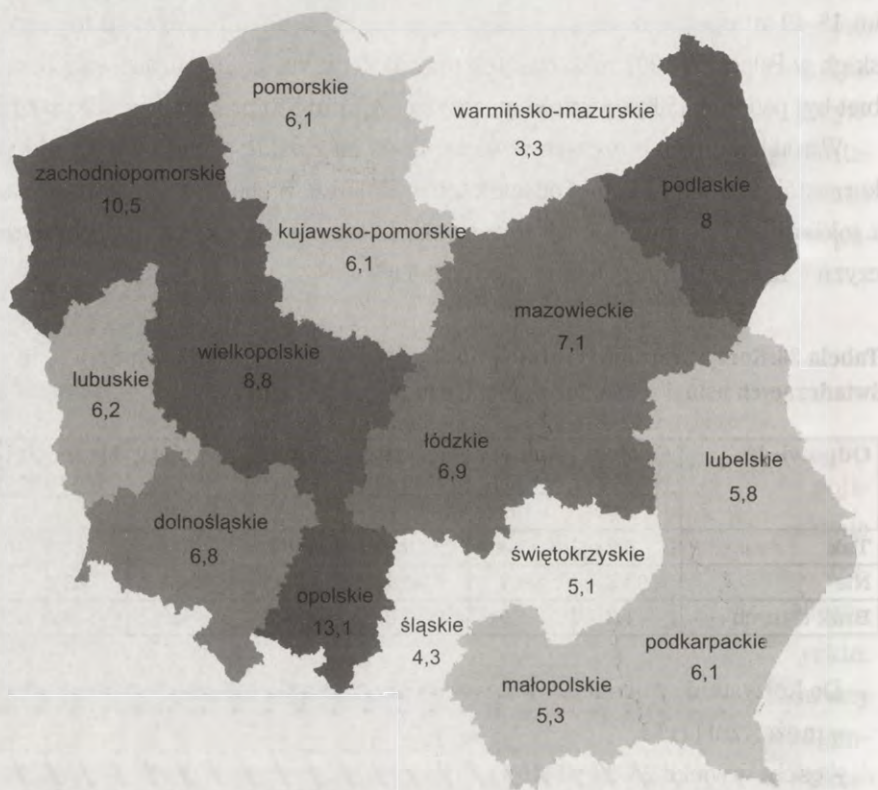 pomorskie
6,1
warmińsko-mazurskie
3,3
zachodniopomorskie
10,5
podlaskie
8
kujawsko-pomorskie
6,1
mazowieckie
7,1
wielkopolskie
8,8
lubuskie
6,2
łódzkie
6,9
lubelskie
5,8
dolnośląskie
6,8
świętokrzyskie
5,1
opolskie
13,1
śląskie
4,3
podkarpackie
6,1
małopolskie
5,3